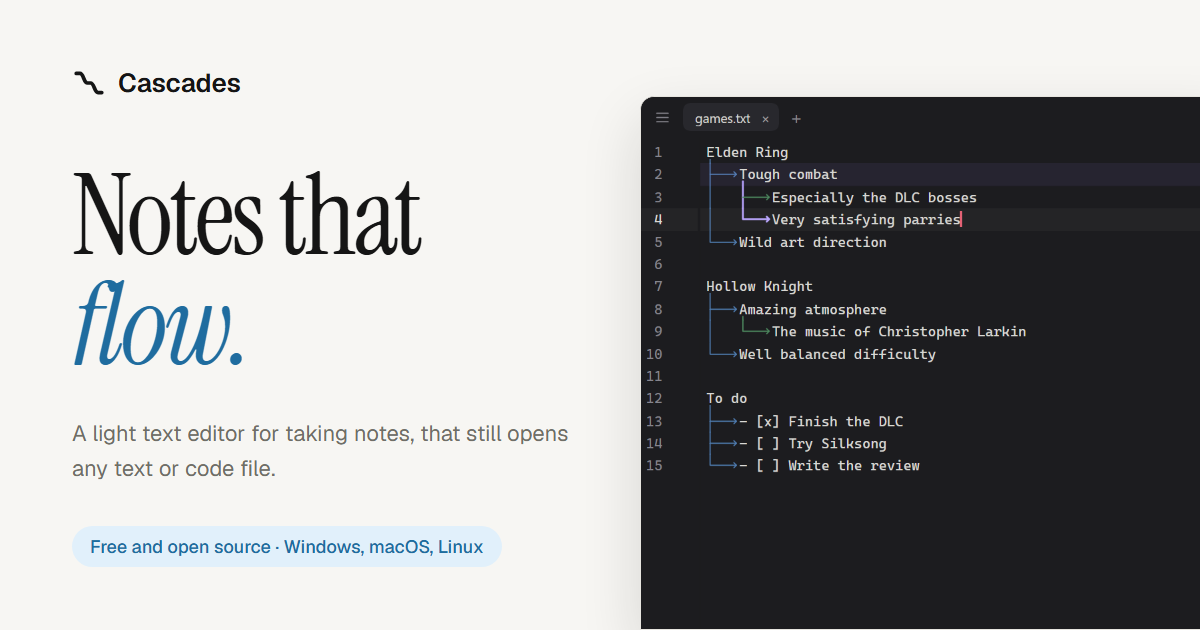 Cascades
Notes that
flow.
A light text editor for taking notes, that still opens
any text or code file.
Free and open source · Windows, macOS, Linux
games.txt × +
1 Elden Ring
2 Tough combat
3 Especially the DLC bosses
4 Very satisfying parries
5 Wild art direction
6
7 Hollow Knight
8 Amazing atmosphere
9 The music of Christopher Larkin
10 Well balanced difficulty
11
12 To do
13 - [x] Finish the DLC
14 - [ ] Try Silksong
15 - [ ] Write the review